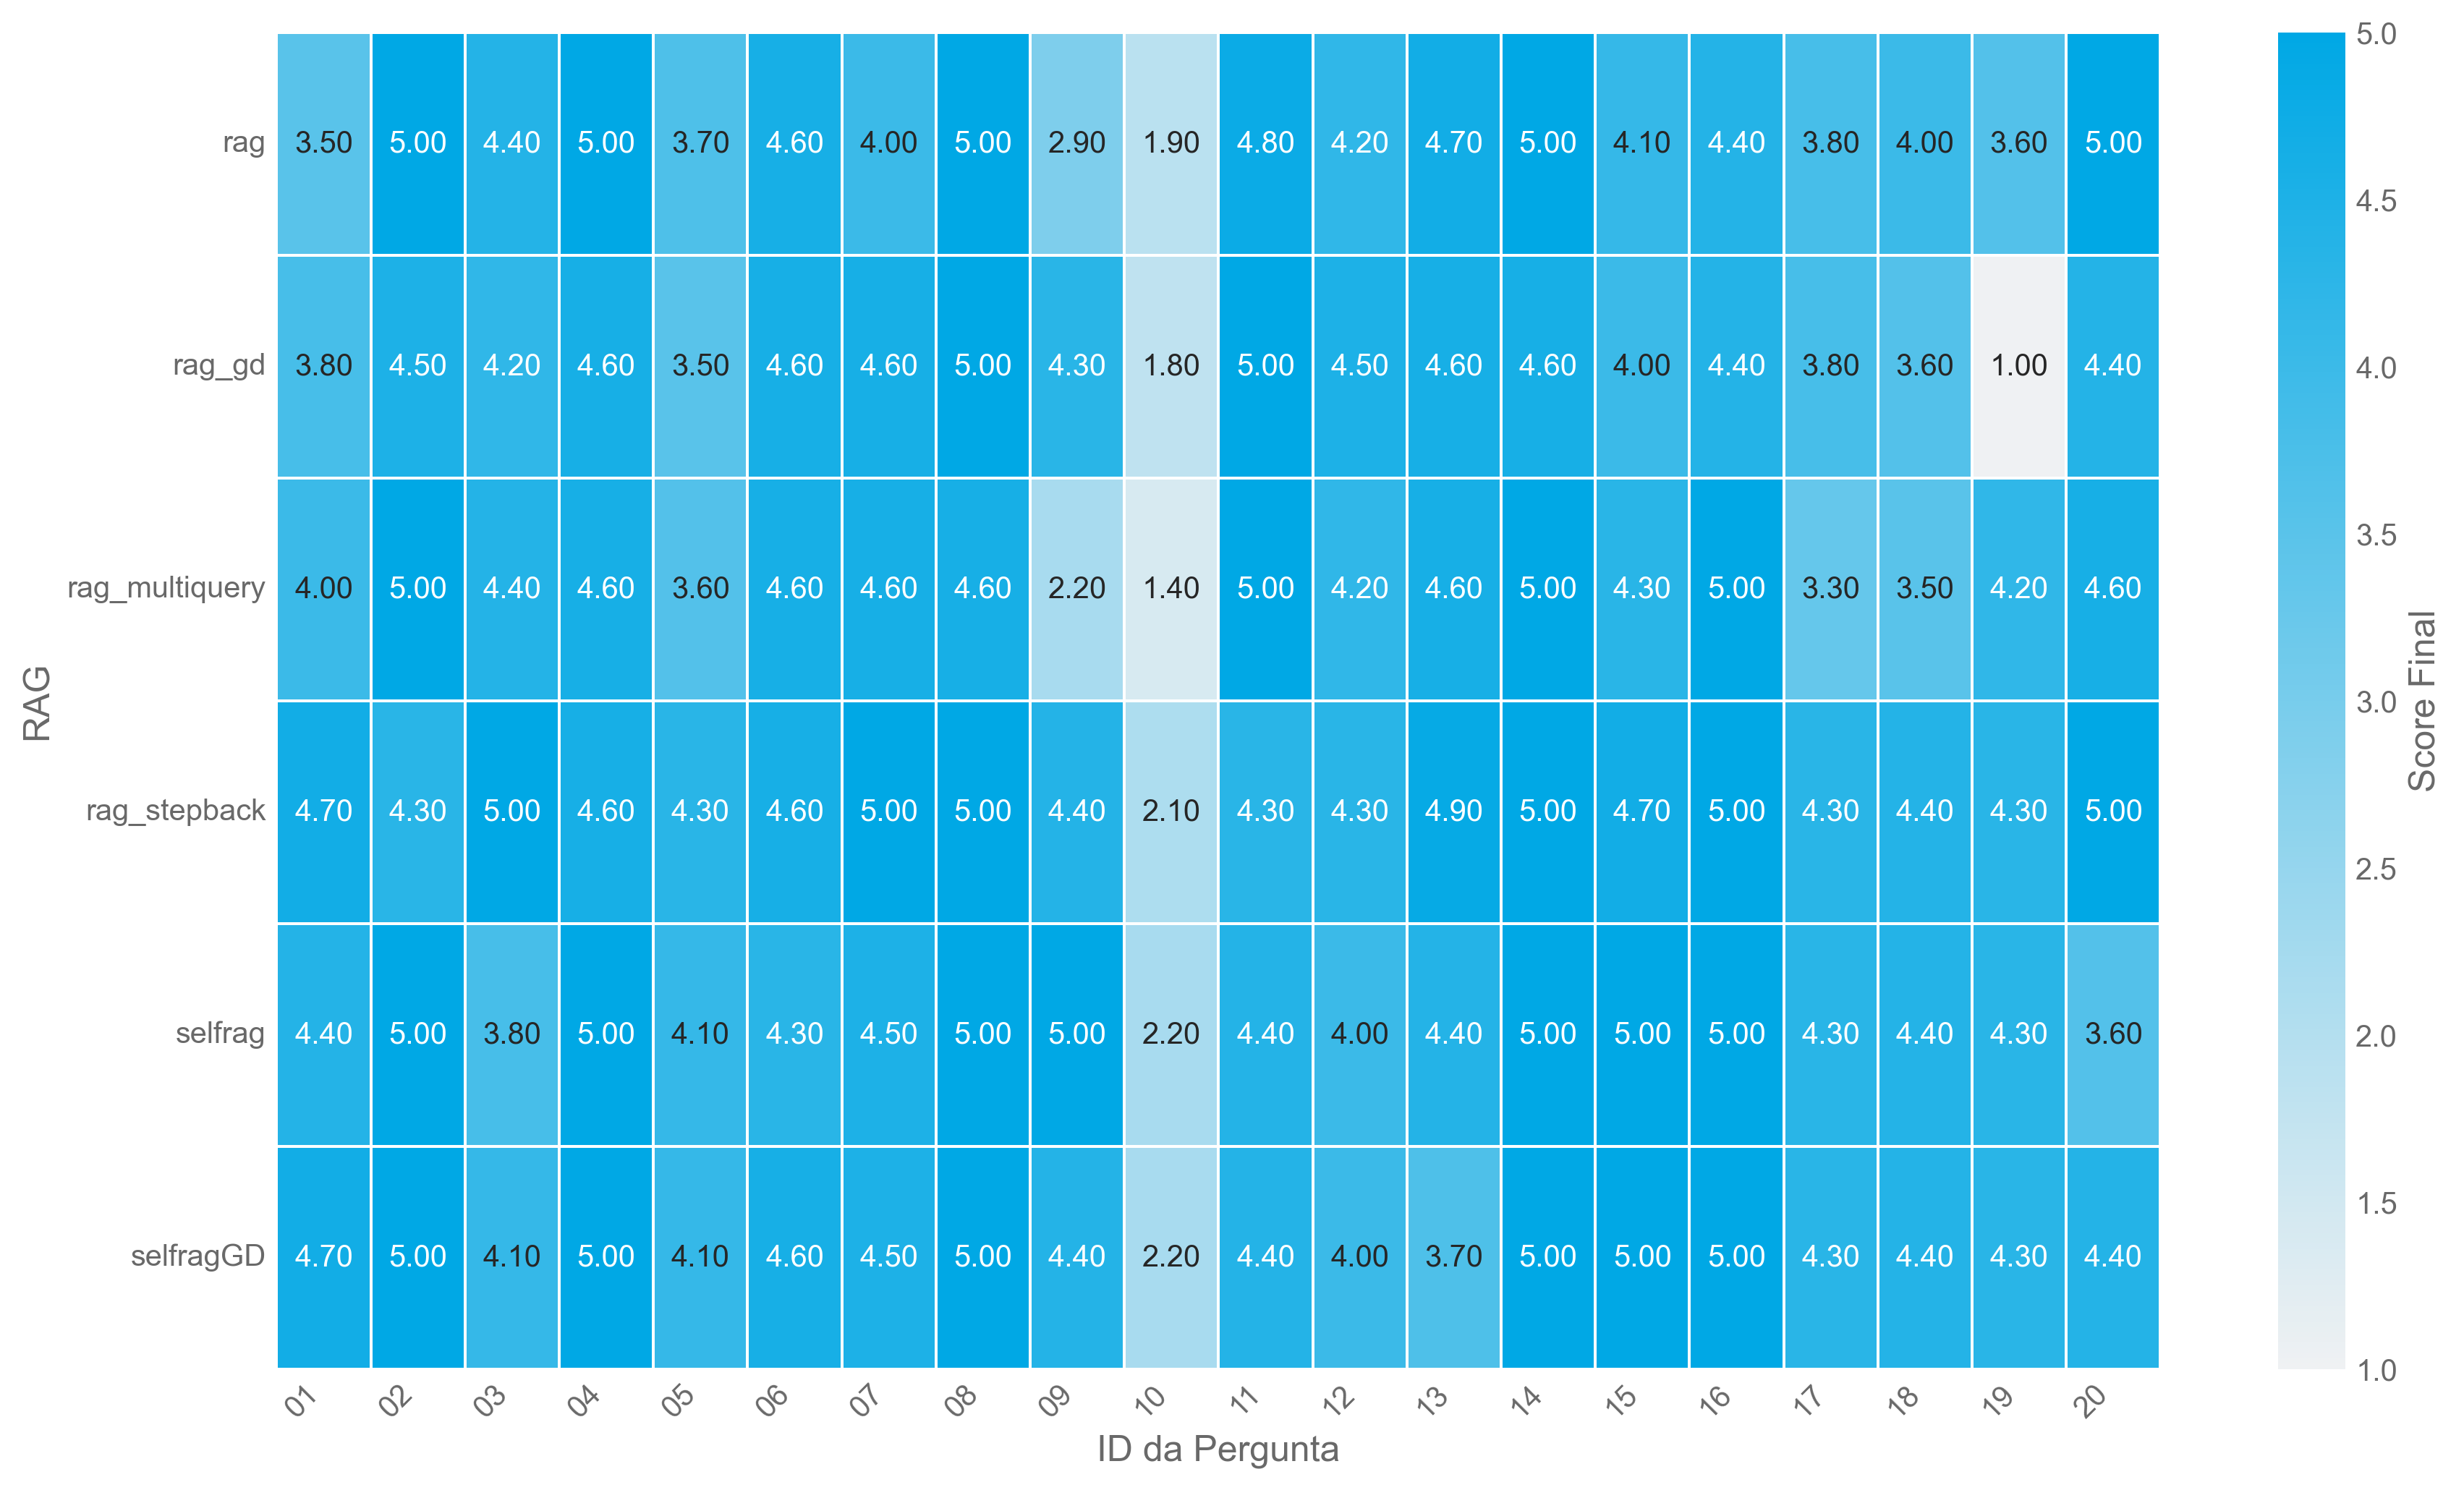 rag 3.50 5.00 4.40 5.00 3.70 4.60 4.00 5.00 2.90 1.90 4.80 4.20 4.70 5.00 4.10 4.40 3.80 4.00 3.60 5.00
rag_gd 3.80 4.50 4.20 4.60 3.50 4.60 4.60 5.00 4.30 1.80 5.00 4.50 4.60 4.60 4.00 4.40 3.80 3.60 1.00 4.40
rag_multiquery 4.00 5.00 4.40 4.60 3.60 4.60 4.60 4.60 2.20 1.40 5.00 4.20 4.60 5.00 4.30 5.00 3.30 3.50 4.20 4.60
rag_stepback 4.70 4.30 5.00 4.60 4.30 4.60 5.00 5.00 4.40 2.10 4.30 4.30 4.90 5.00 4.70 5.00 4.30 4.40 4.30 5.00
selfrag 4.40 5.00 3.80 5.00 4.10 4.30 4.50 5.00 5.00 2.20 4.40 4.00 4.40 5.00 5.00 5.00 4.30 4.40 4.30 3.60
selfragGD 4.70 5.00 4.10 5.00 4.10 4.60 4.50 5.00 4.40 2.20 4.40 4.00 3.70 5.00 5.00 5.00 4.30 4.40 4.30 4.40
01 02 03 04 05 06 07 08 09 10 11 12 13 14 15 16 17 18 19 20
ID da Pergunta
RAG
5.0
4.5
4.0
3.5
3.0
2.5
2.0
1.5
1.0
Score Final